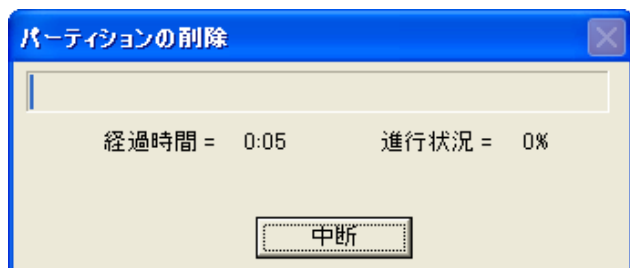 パーティションの削除
経過時間 = 0:05 進行状況 = 0%
中断